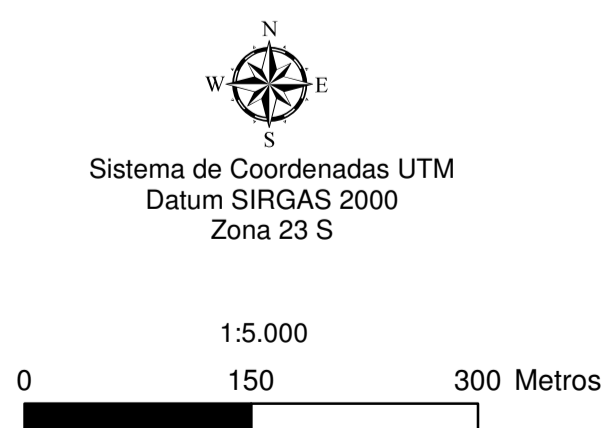 N
W E
S
Sistema de Coordenadas UTM
Datum SIRGAS 2000
Zona 23 S
1:5.000
0 150 300 Metros